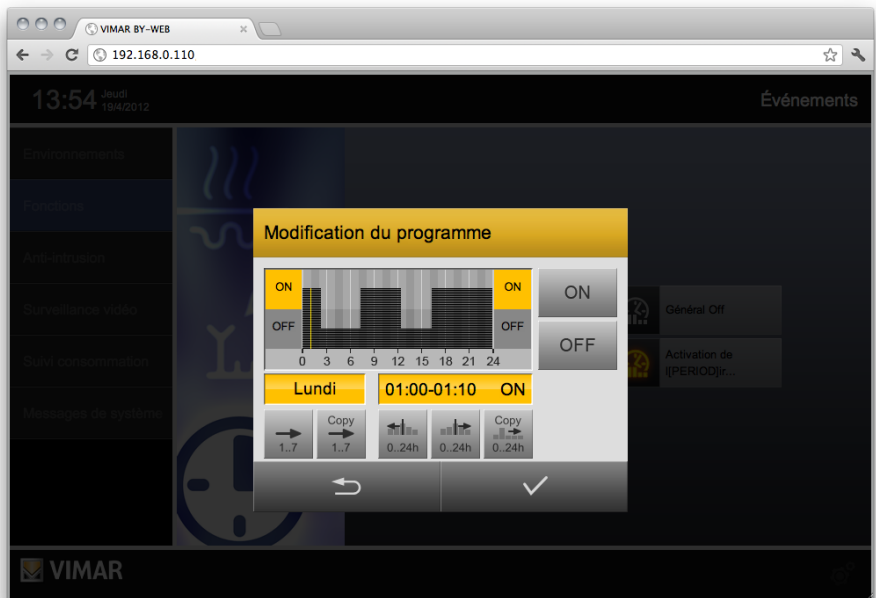 VIMAR BY-WEB
192.168.0.110
13:54 Jeudi
19/4/2012
Événements
Environnements
Fonctions
Anti-intrusion
Surveillance vidéo
Suivi consommation
Messages de système
Modification du programme
ON
ON
OFF
OFF
0 3 6 9 12 15 18 21 24
ON
OFF
Lundi
01:00-01:10 ON
1..7
Copy
1..7
0..24h
0..24h
Copy
0..24h
Général Off
Activation de
l[PERIOD]ir...
VIMAR